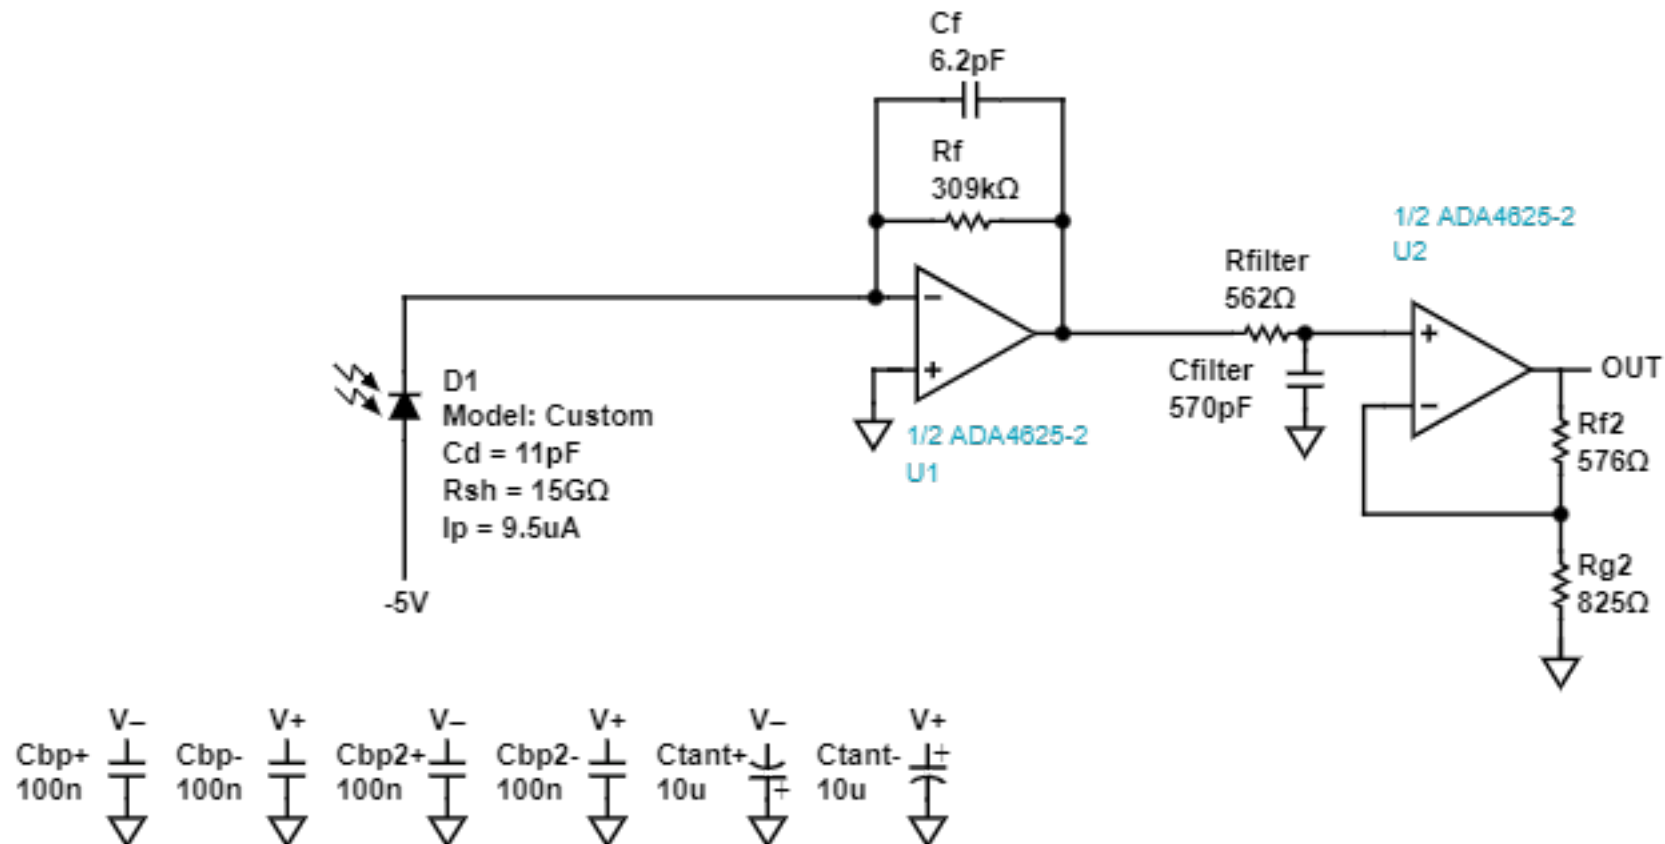 Cf
6.2pF
Rf
309kΩ
1/2 ADA4625-2
U2
Rfilter
562Ω
−
+
+
−
OUT
Cfilter
570pF
D1
Model: Custom
Cd = 11pF
Rsh = 15GΩ
Ip = 9.5uA
1/2 ADA4625-2
U1
Rf2
576Ω
Rg2
825Ω
-5V
V–
Cbp+
100n
V+
Cbp-
100n
V–
Cbp2+
100n
V+
Cbp2-
100n
V–
Ctant+
10u
+
V+
Ctant-
10u
+